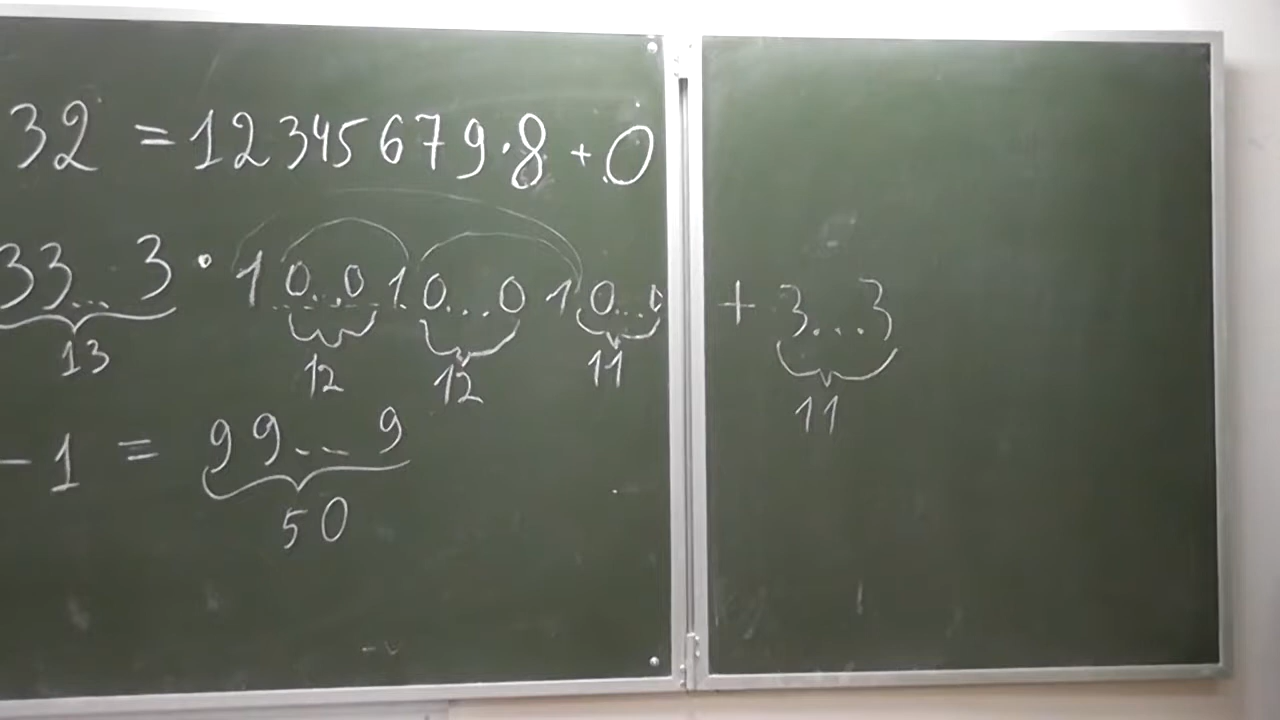 32 = 12345679·8 + 0
33...3 · 10...010...010...0 + 3...3
13 12 12 11 11
- 1 = 99...9
50